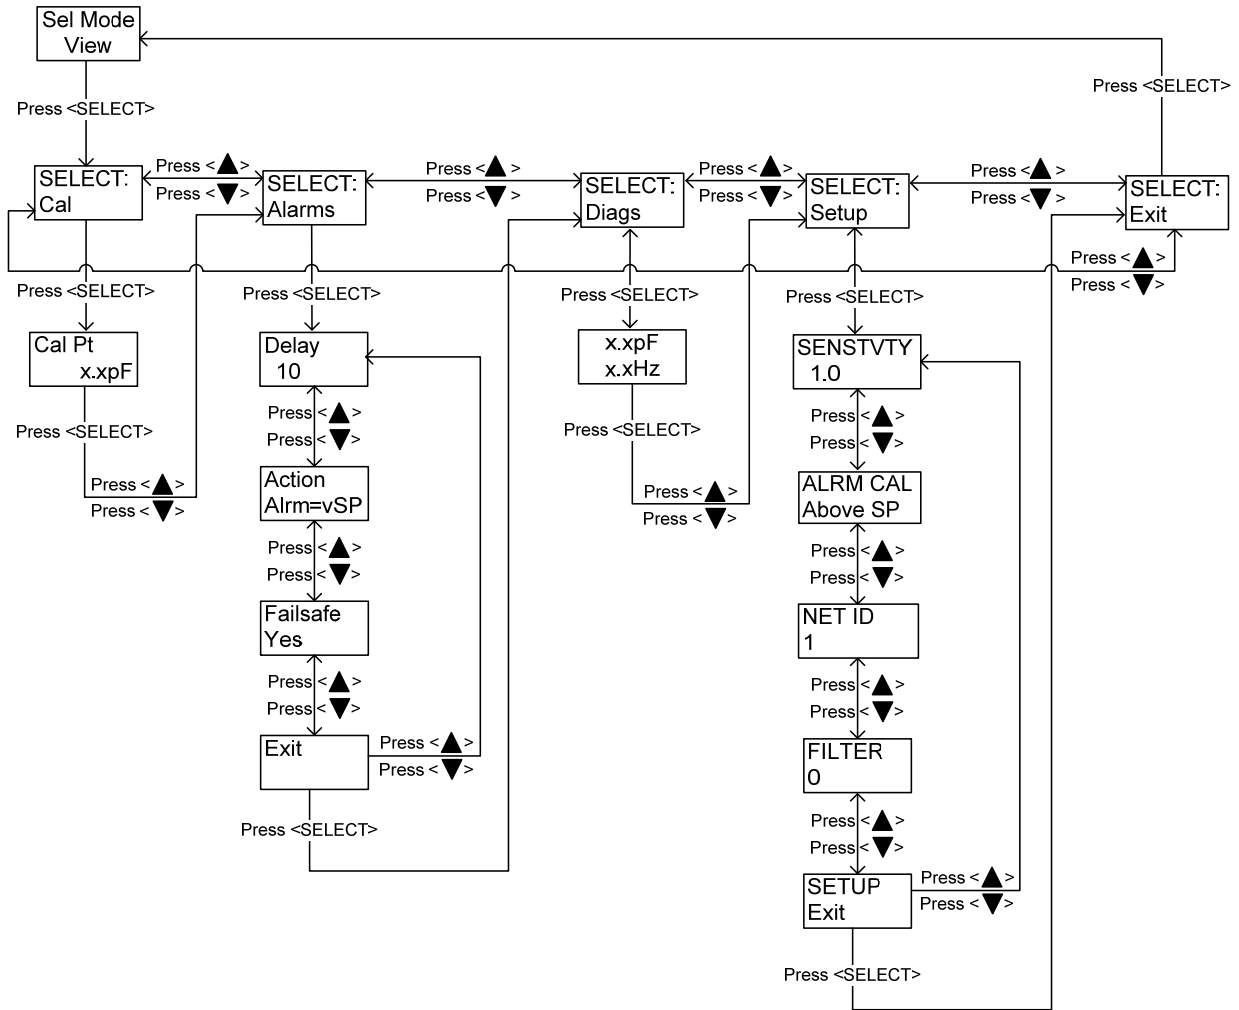 Sel Mode
View
Press <SELECT>
Press <SELECT>
SELECT:
Cal
Press <▲>
Press <▼>
SELECT:
Alarms
Press <▲ >
Press <▼ >
SELECT:
Diags
Press <▲ >
Press <▼ >
SELECT:
Setup
Press <▲ >
Press <▼ >
SELECT:
Exit
Press <▲ >
Press <▼ >
Press <SELECT>
Press <SELECT>
Press <SELECT>
Press <SELECT>
Cal Pt
x.xpF
Press <SELECT>
Press <▲ >
Press <▼ >
Delay
10
Press <▲ >
Press <▼ >
Action
Alrm=vSP
Press <▲ >
Press <▼ >
Failsafe
Yes
Press <▲ >
Press <▼ >
Exit
Press <▲ >
Press <▼ >
Press <SELECT>
x.xpF
x.xHz
Press <SELECT>
Press <▲ >
Press <▼ >
SENSTVTY
1.0
Press <▲ >
Press <▼ >
ALRM CAL
Above SP
Press <▲ >
Press <▼ >
NET ID
1
Press <▲ >
Press <▼ >
FILTER
0
Press <▲ >
Press <▼ >
SETUP
Exit
Press <▲ >
Press <▼ >
Press <SELECT>